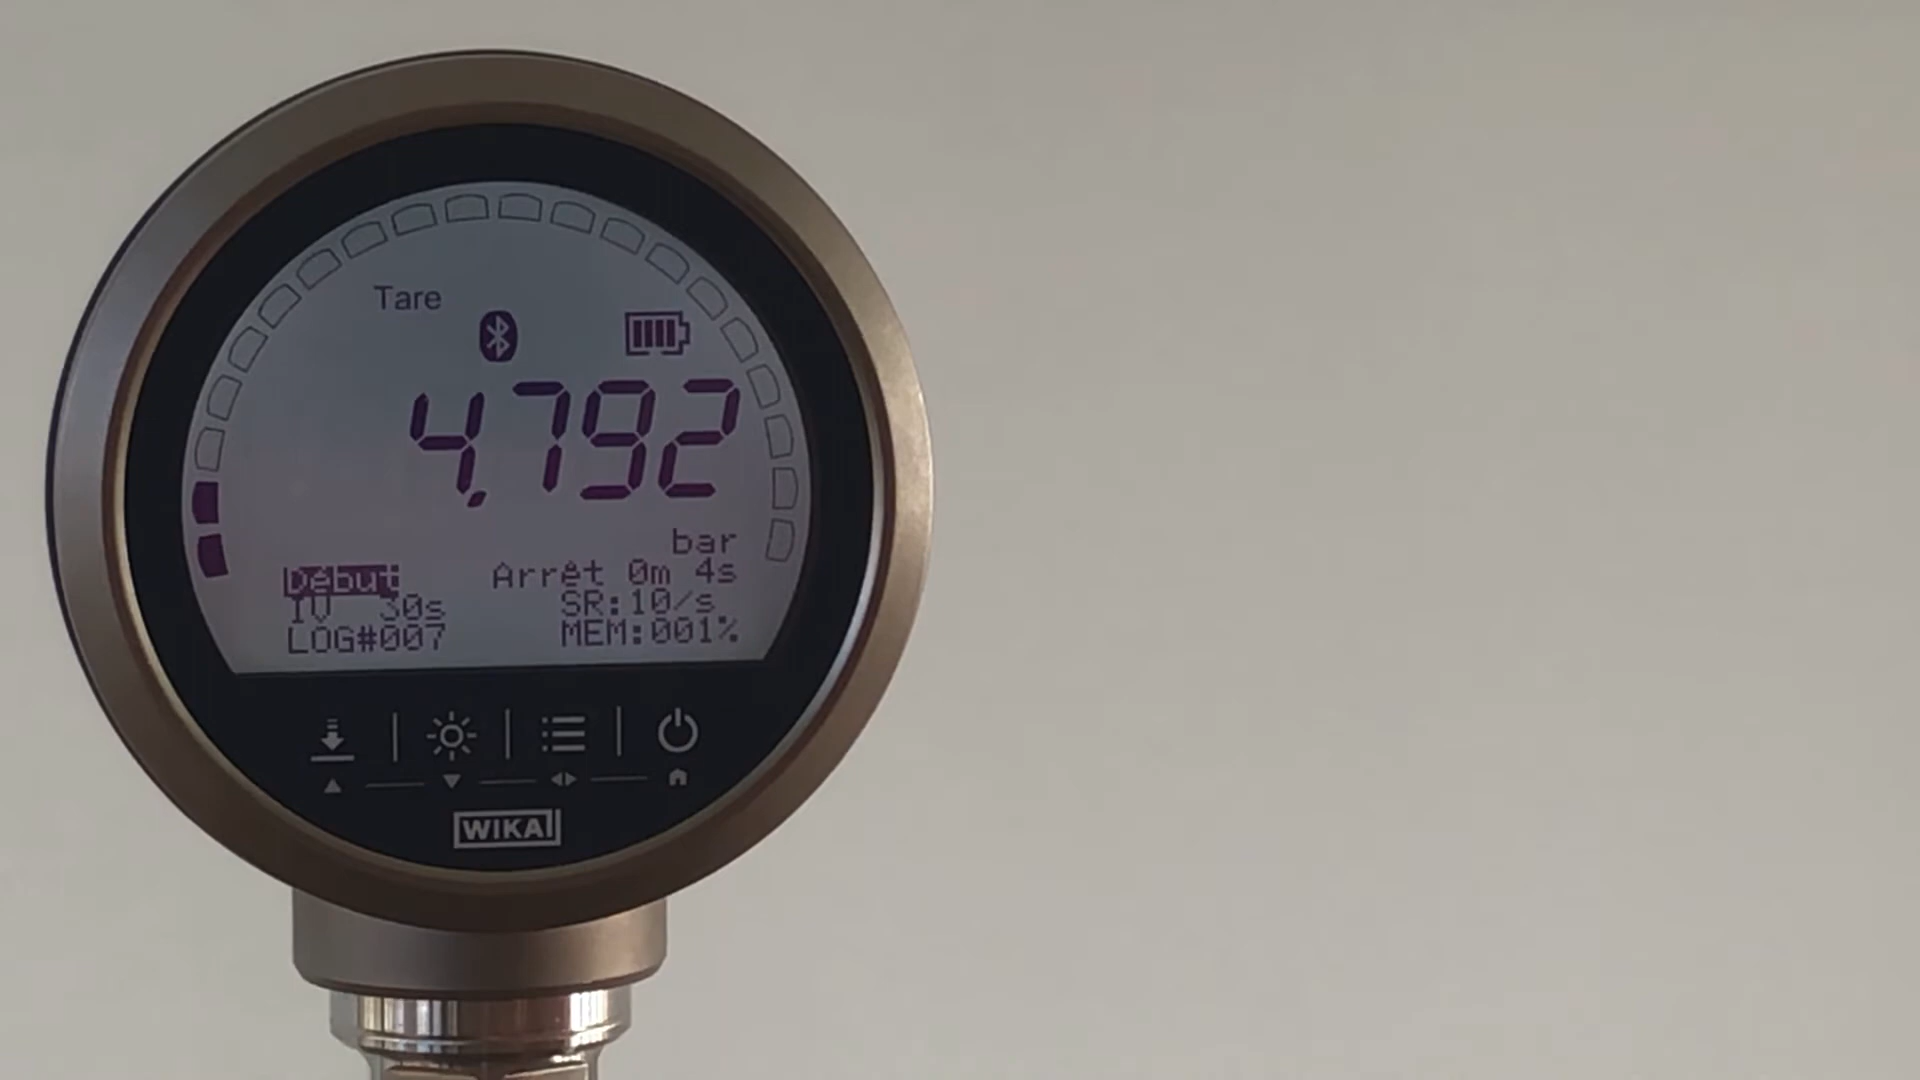 Tare
4,792
bar
Début Arrêt 0m 4s
IV 30s SR:10/s
LOG#007 MEM:001%
WIKA